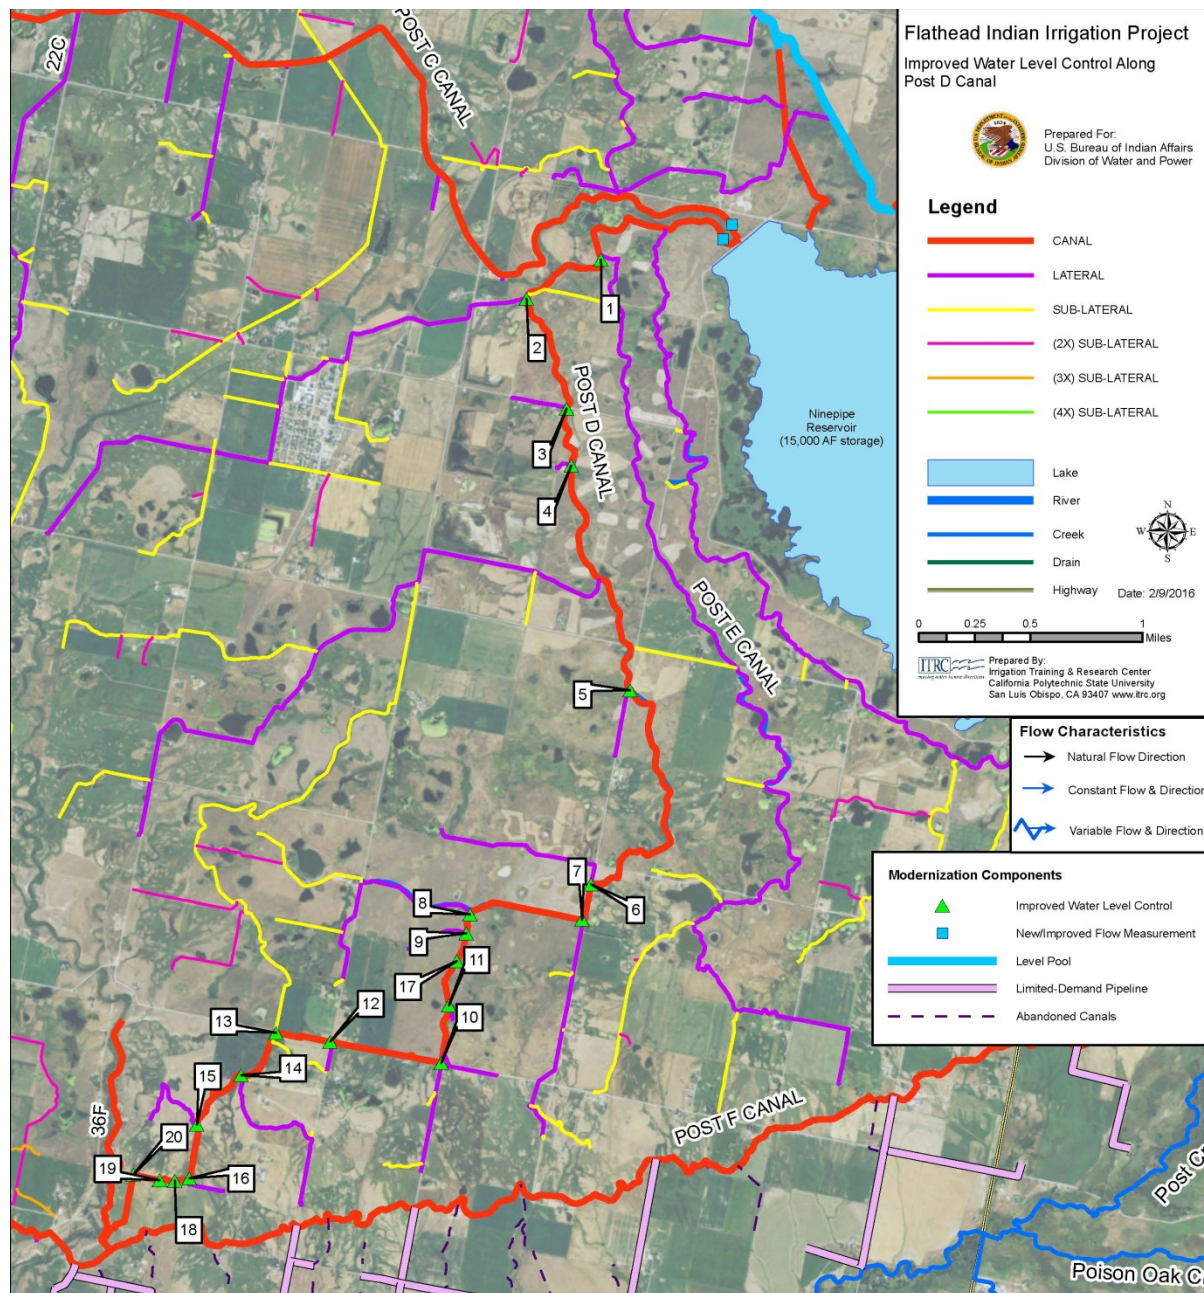 Flathead Indian Irrigation Project
Improved Water Level Control Along
Post D Canal
Prepared For:
U.S. Bureau of Indian Affairs
Division of Water and Power
Legend
CANAL
LATERAL
SUB-LATERAL
(2X) SUB-LATERAL
(3X) SUB-LATERAL
(4X) SUB-LATERAL
Lake
River
Creek
Drain
Highway
N
W
E
S
Date: 2/9/2016
0 0.25 0.5 1
Miles
ITRC
Prepared By:
Irrigation Training & Research Center
California Polytechnic State University
San Luis Obispo, CA 93407 www.itrc.org
Flow Characteristics
Natural Flow Direction
Constant Flow & Direction
Variable Flow & Direction
Modernization Components
Improved Water Level Control
New/Improved Flow Measurement
Level Pool
Limited-Demand Pipeline
Abandoned Canals
22C
POST C CANAL
1
2
Ninepipe
Reservoir
(15,000 AF storage)
POST D CANAL
3
4
POST E CANAL
5
7
6
8
9
11
17
12
10
13
14
15
POST F CANAL
36F
20
19
16
18
Post Cr
Poison Oak C